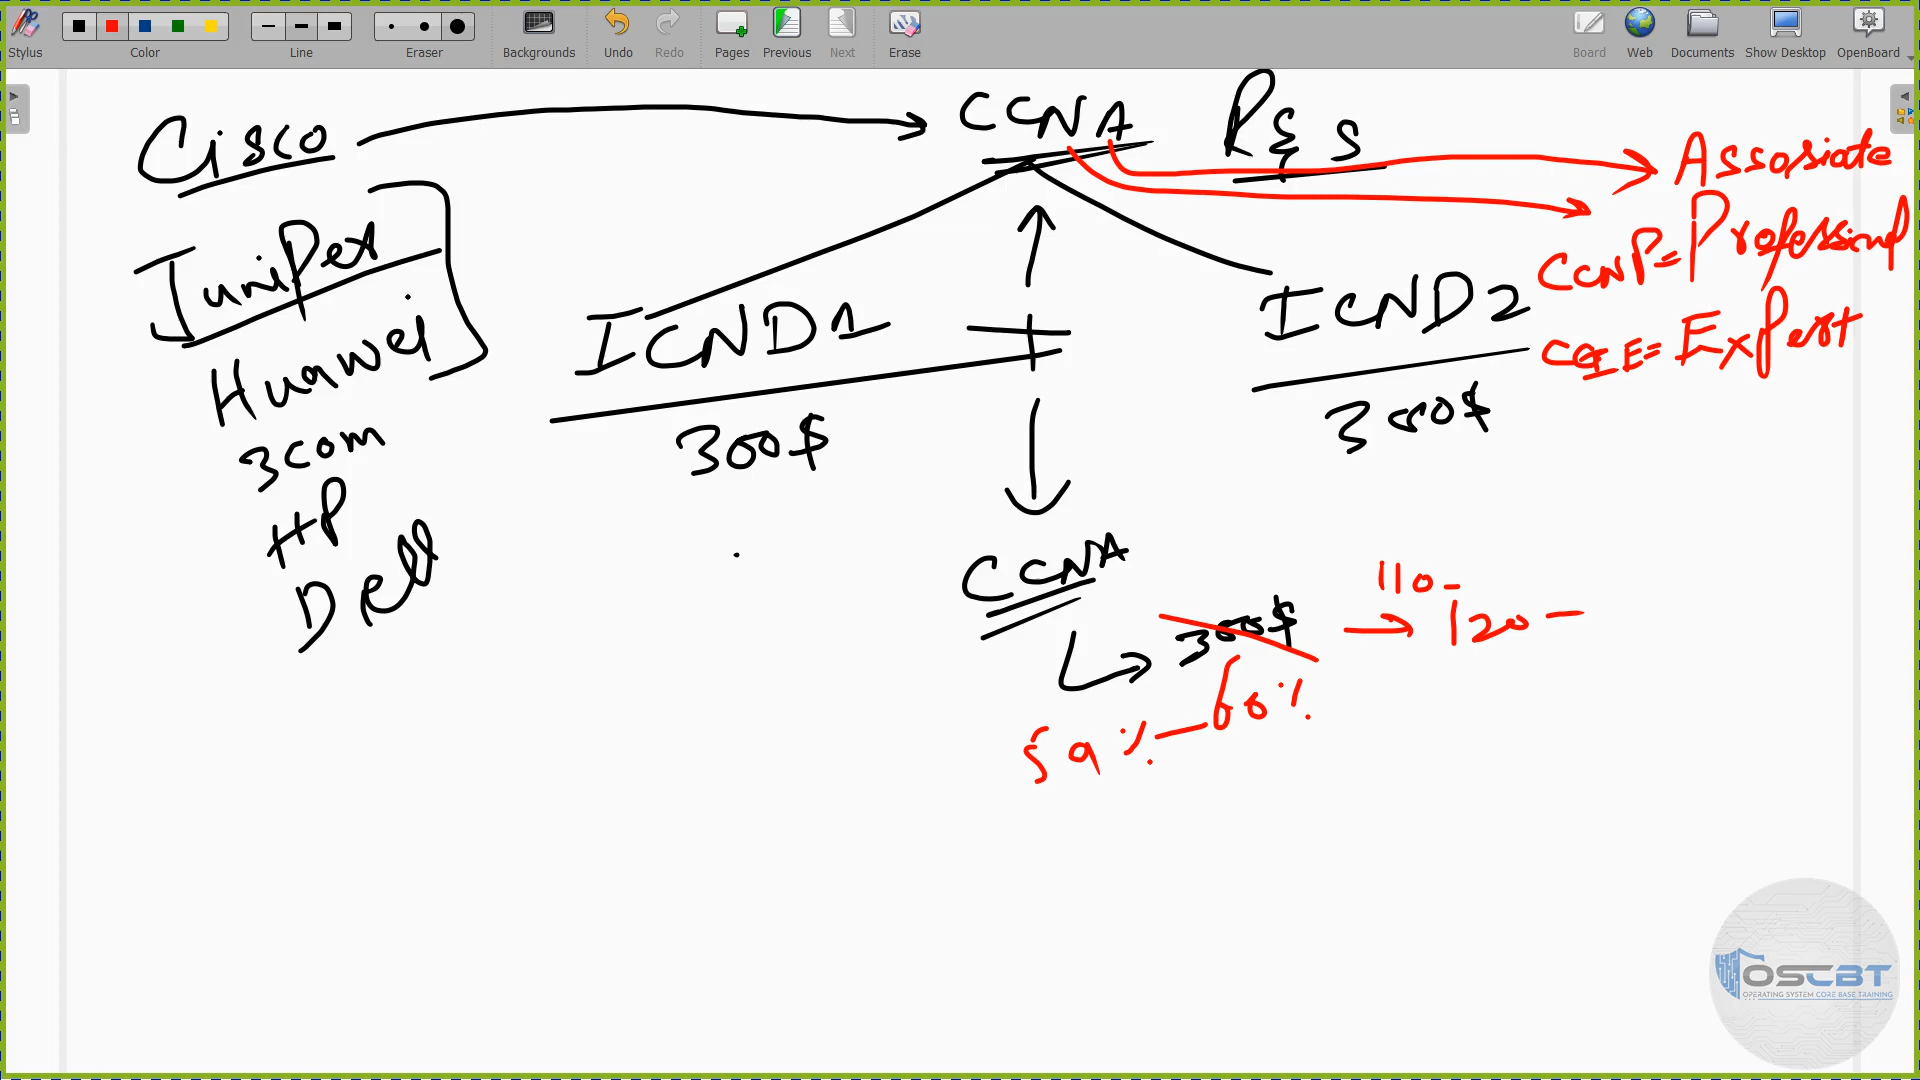 Stylus Color Line Eraser Backgrounds Undo Redo Pages Previous Next Erase Board Web Documents Show Desktop OpenBoard
Cisco
CCNA R&S
Assosiate
CCNP= Professional
CCIE= Expert
Juniper
Huawei
3com
HP
Dell
ICND1 + ICND2
300$ 300$
CCNA
300$
110-
120-
59%-60%
OSCBT
OPERATING SYSTEM CORE BASE TRAINING